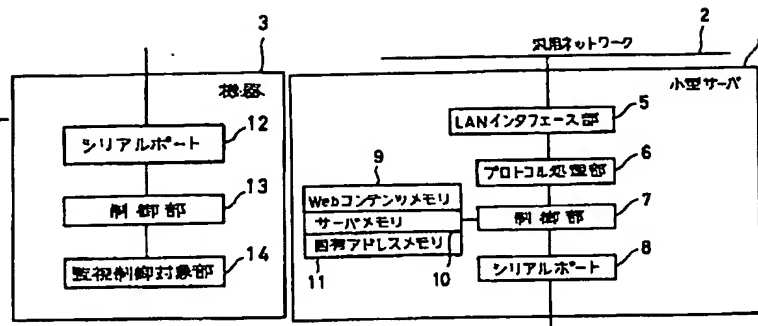 3
機器
シリアルポート
12
制御部
13
監視制御対象部
14
汎用ネットワーク
2
小型サーバ
LANインタフェース部
5
プロトコル処理部
6
9
Webコンテンツメモリ
サーバメモリ
固有アドレスメモリ
11
10
制御部
7
シリアルポート
8